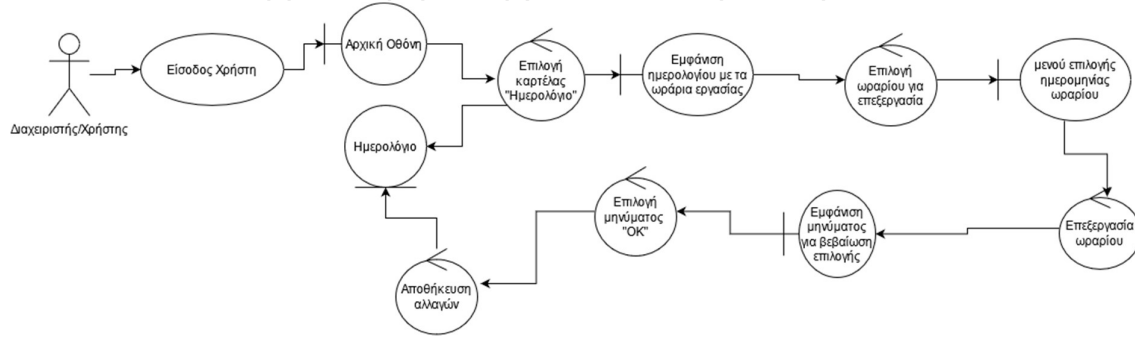 Διαχειριστής/Χρήστης
Είσοδος Χρήστη
Αρχική Οθόνη
Επιλογή
καρτέλας
"Ημερολόγιο"
Εμφάνιση
ημερολογίου με τα
ωράρια εργασίας
Επιλογή
ωραρίου για
επεξεργασία
μενού επιλογής
ημερομηνίας
ωραρίου
Ημερολόγιο
Επεξεργασία
ωραρίου
Εμφάνιση
μηνύματος
για βεβαίωση
επιλογής
Επιλογή
μηνύματος
"ΟΚ"
Αποθήκευση
αλλαγών